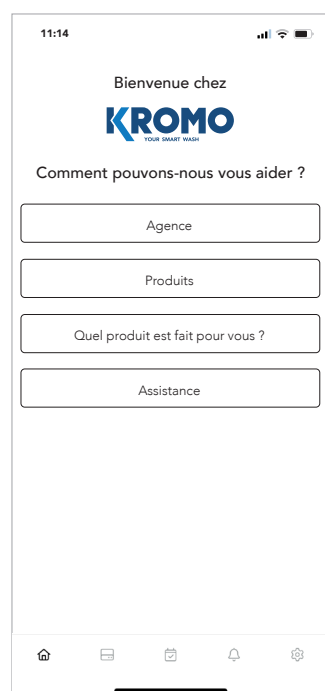 11:14
Bienvenue chez
KROMO
YOUR SMART WASH
Comment pouvons-nous vous aider ?
Agence
Produits
Quel produit est fait pour vous ?
Assistance